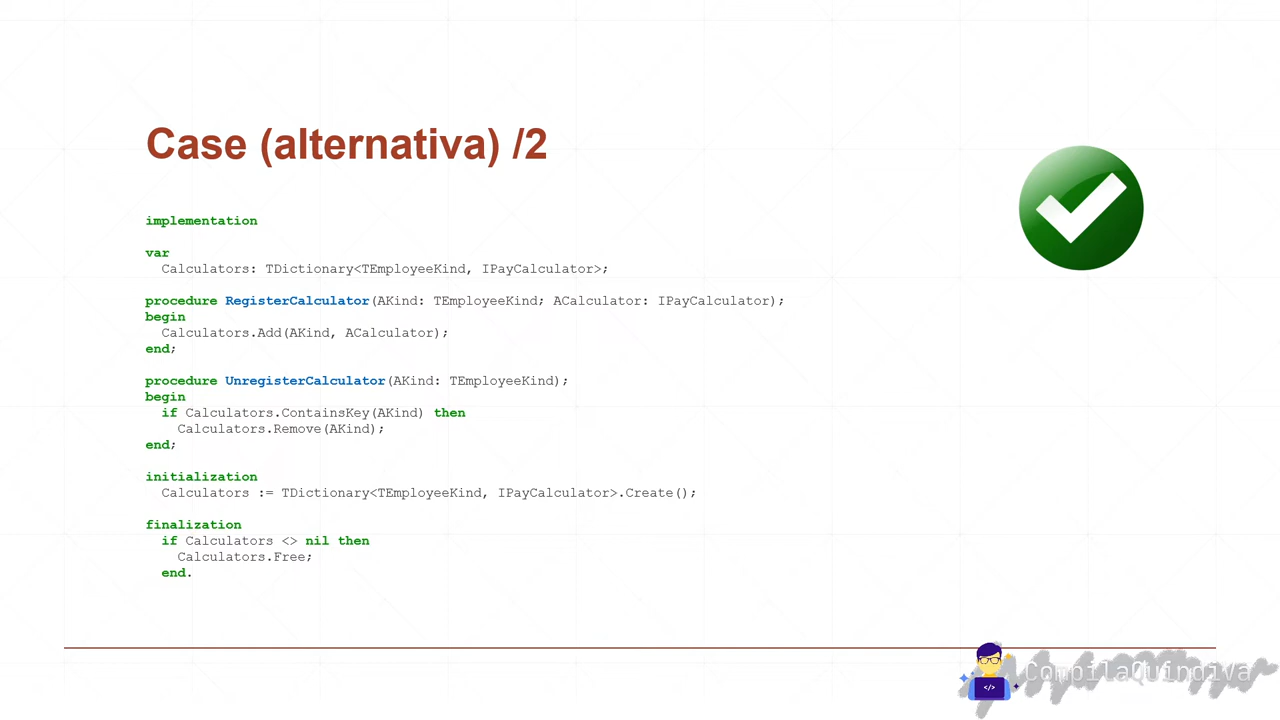 Case (alternativa) /2
implementation
var
Calculators: TDictionary<TEmployeeKind, IPayCalculator>;
procedure RegisterCalculator(AKind: TEmployeeKind; ACalculator: IPayCalculator);
begin
Calculators.Add(AKind, ACalculator);
end;
procedure UnregisterCalculator(AKind: TEmployeeKind);
begin
if Calculators.ContainsKey(AKind) then
Calculators.Remove(AKind);
end;
initialization
Calculators := TDictionary<TEmployeeKind, IPayCalculator>.Create();
finalization
if Calculators <> nil then
Calculators.Free;
end.
</>
CompilaQuindiva